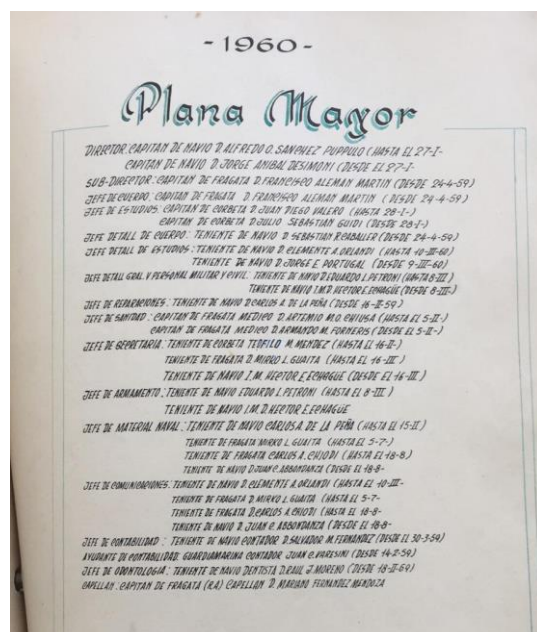 - 1960 -
Plana Mayor
DIRECTOR: CAPITAN DE NAVIO D. ALFREDO O. SANCHEZ PUPPULO (HASTA EL 27-I-
CAPITAN DE NAVIO D. JORGE ANIBAL DESIMONI (DESDE EL 27-I-
SUB-DIRECTOR: CAPITAN DE FRAGATA D. FRANCISCO ALEMAN MARTIN (DESDE 24-4-59)
JEFE DE CUERPO: CAPITAN DE FRAGATA D. FRANCISCO ALEMAN MARTIN (DESDE 24-4-59)
JEFE DE ESTUDIOS: CAPITAN DE CORBETA D. JUAN DIEGO VALERO (HASTA 28-I-)
CAPITAN DE CORBETA D. JULIO SEBASTIAN GUIDI (DESDE 28-I-)
JEFE DETALL DE CUERPO: TENIENTE DE NAVIO D. SEBASTIAN R. CABALLER (DESDE 24-4-59)
JEFE DETALL DE ESTUDIOS: TENIENTE DE NAVIO D. CLEMENTE A. ORLANDI (HASTA 10-III-60)
TENIENTE DE NAVIO D. JORGE E. PORTUGAL (DESDE 9-III-60)
JEFE DETALL GRAL. Y PERSONAL MILITAR Y CIVIL: TENIENTE DE NAVIO D. EDUARDO L. PETRONI (HASTA 8-III)
TENIENTE DE NAVIO I.M. D. HECTOR E. ECHAGÜE (DESDE 8-III-)
JEFE DE REPARACIONES: TENIENTE DE NAVIO D. CARLOS A. DE LA PEÑA (DESDE 16-II-59)
JEFE DE SANIDAD: CAPITAN DE FRAGATA MEDICO D. ARTEMIO M.O. CHIUSA (HASTA EL 5-II-)
CAPITAN DE FRAGATA MEDICO D. ARMANDO M. FORNERIS (DESDE EL 5-II-)
JEFE DE SECRETARIA: TENIENTE DE CORBETA TEOFILO M. MENDEZ (HASTA EL 16-II-)
TENIENTE DE FRAGATA D. MIRKO L. GUAITA (HASTA EL 16-III)
TENIENTE DE NAVIO I.M. HECTOR E. ECHAGUE (DESDE EL 16-III)
JEFE DE ARMAMENTO: TENIENTE DE NAVIO EDUARDO L. PETRONI (HASTA EL 8-III)
TENIENTE DE NAVIO I.M. D. HECTOR E. ECHAGÜE
JEFE DE MATERIAL NAVAL: TENIENTE DE NAVIO CARLOS A. DE LA PEÑA (HASTA EL 15-II)
TENIENTE DE FRAGATA MIRKO L. GUAITA (HASTA EL 5-7-)
TENIENTE DE FRAGATA CARLOS A. CHIODI (HASTA EL 18-8)
TENIENTE DE NAVIO D. JUAN C. ABBONDANZA (DESDE EL 18-8-
JEFE DE COMUNICACIONES: TENIENTE DE NAVIO D. CLEMENTE A. ORLANDI (HASTA EL 10-III-
TENIENTE DE FRAGATA D. MIRKO L. GUAITA (HASTA EL 5-7-
TENIENTE DE FRAGATA D. CARLOS A. CHIODI (HASTA EL 18-8-
TENIENTE DE NAVIO D. JUAN C. ABBONDANZA (DESDE EL 18-8-
JEFE DE CONTABILIDAD: TENIENTE DE NAVIO CONTADOR D. SALVADOR M. FERNANDEZ (DESDE EL 30-3-59)
AYUDANTE DE CONTABILIDAD: GUARDIAMARINA CONTADOR JUAN C. VARESINI (DESDE 14-2-59)
JEFE DE ODONTOLOGIA: TENIENTE DE NAVIO DENTISTA D. RAUL J. MORENO (DESDE 18-II-59)
CAPELLAN: CAPITAN DE FRAGATA (R.A) CAPELLAN D. MARIANO FERNANDEZ MENDOZA